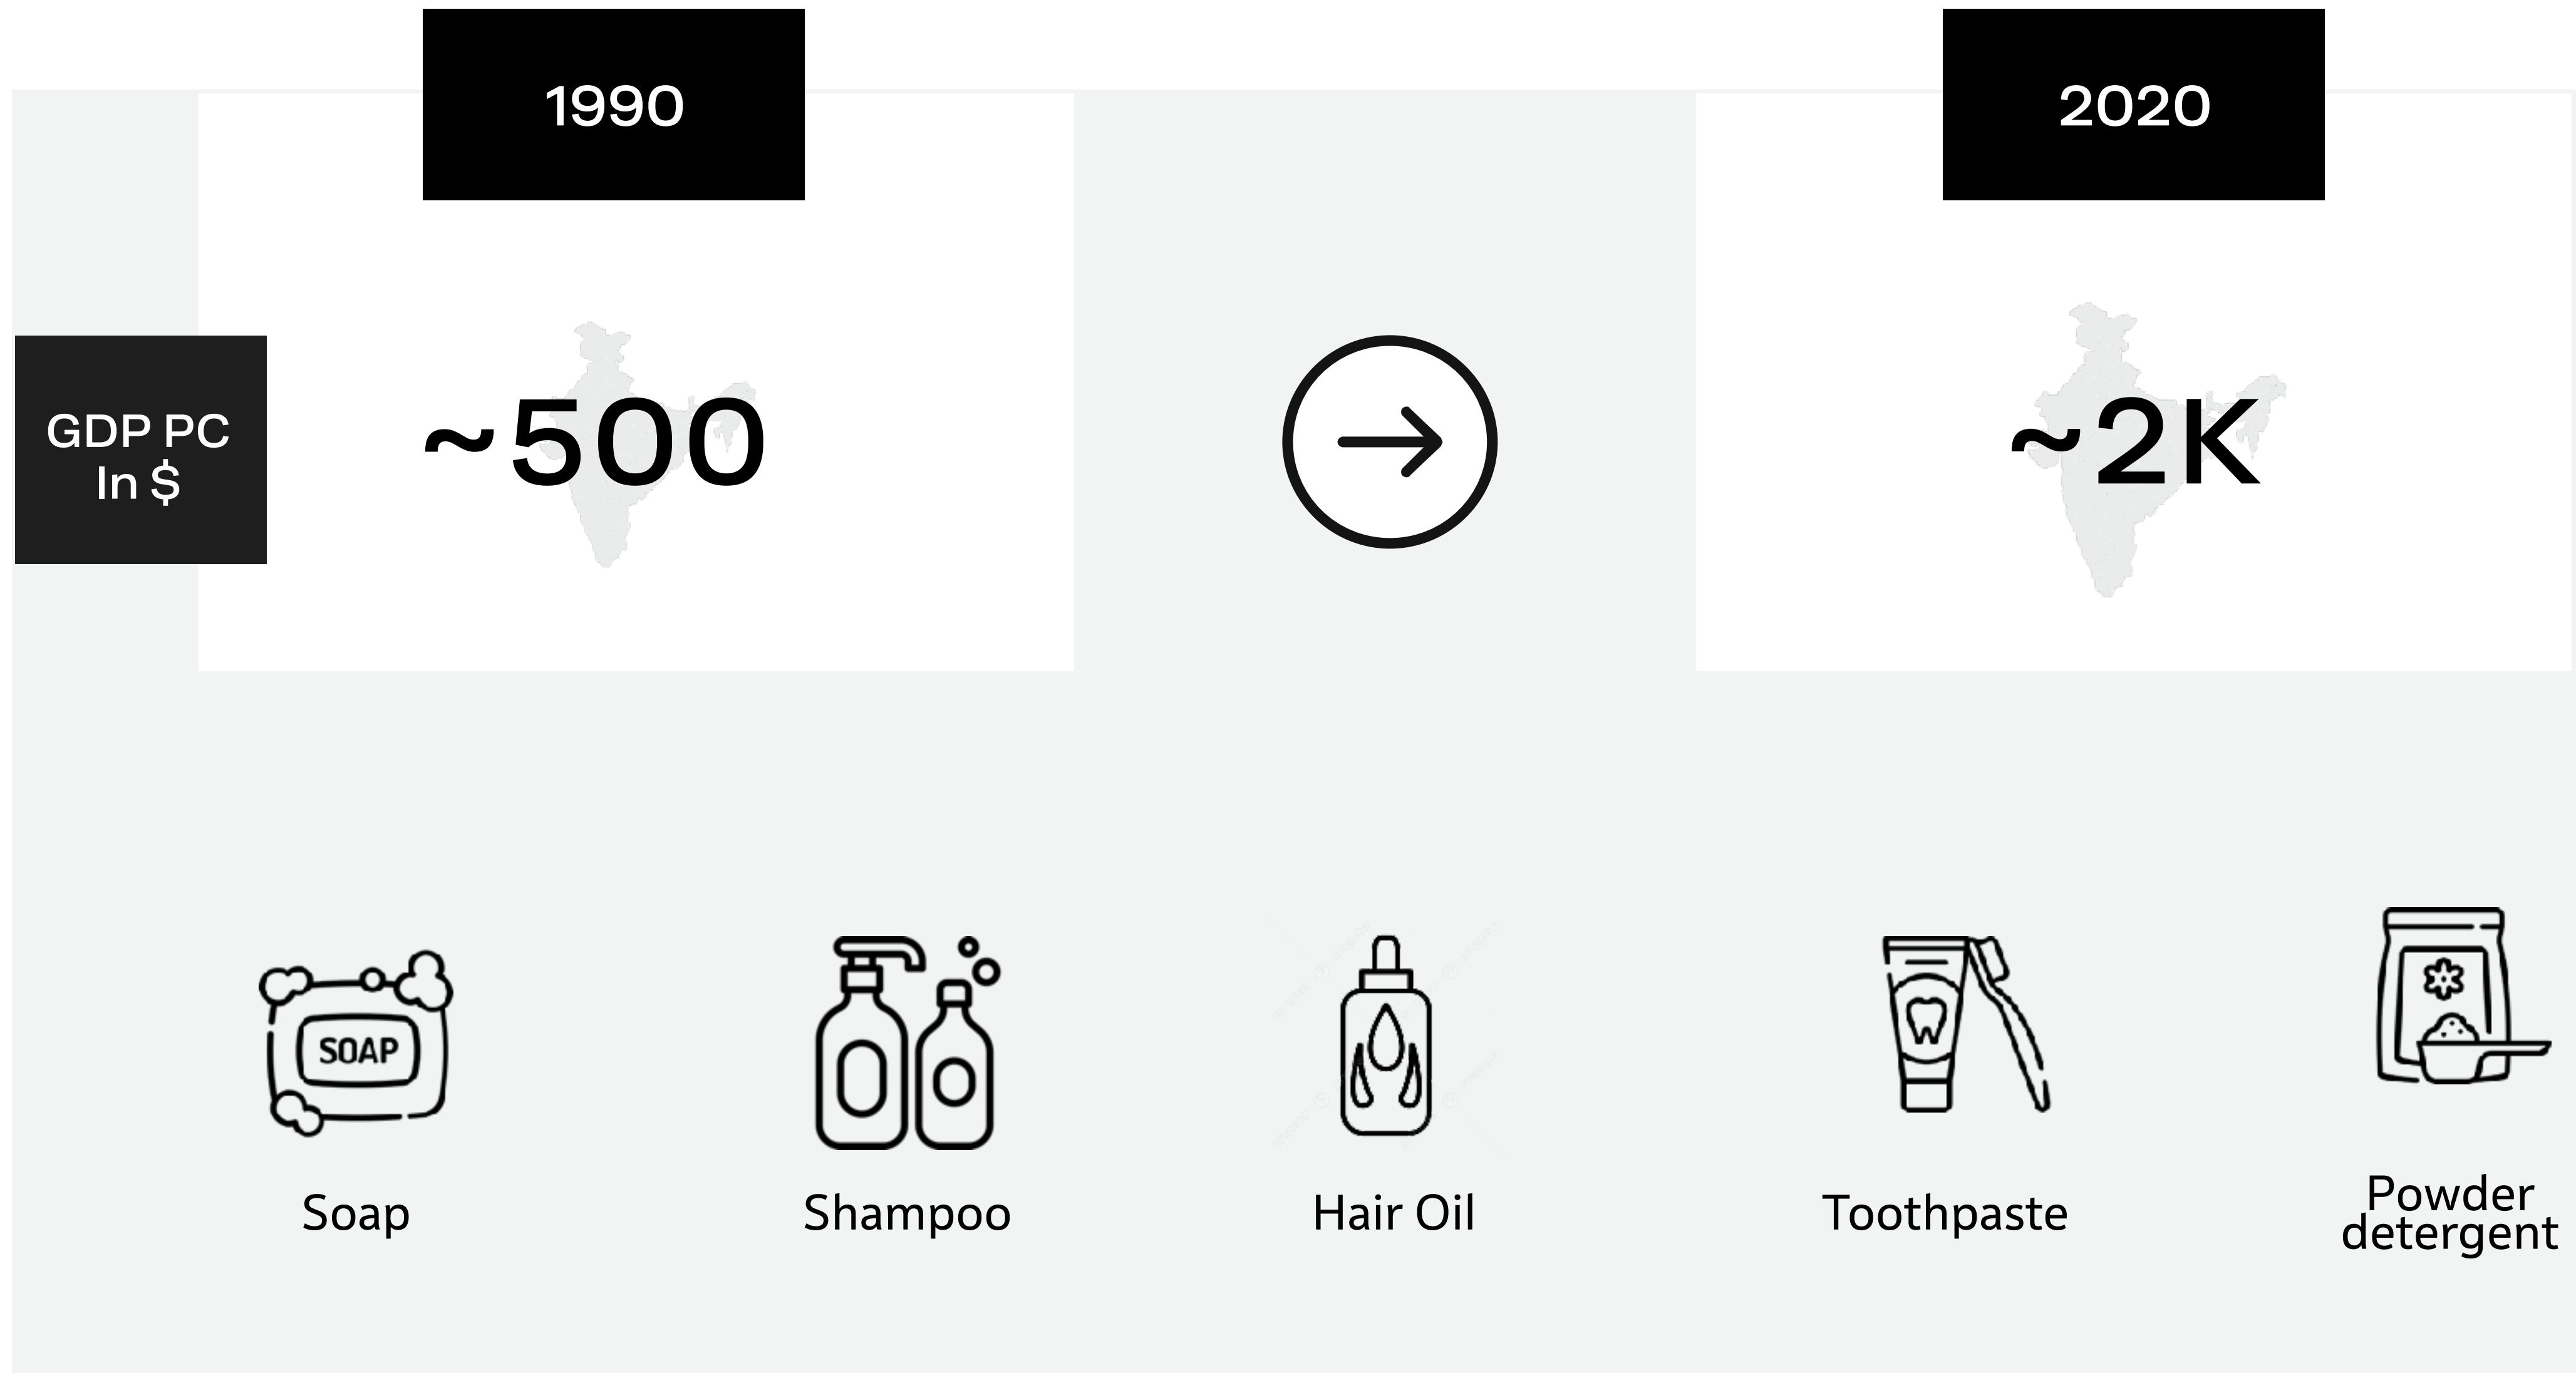 1990
2020
GDP PC
In $
~500
~2K
SOAP
Soap
Shampoo
Hair Oil
Toothpaste
Powder
detergent